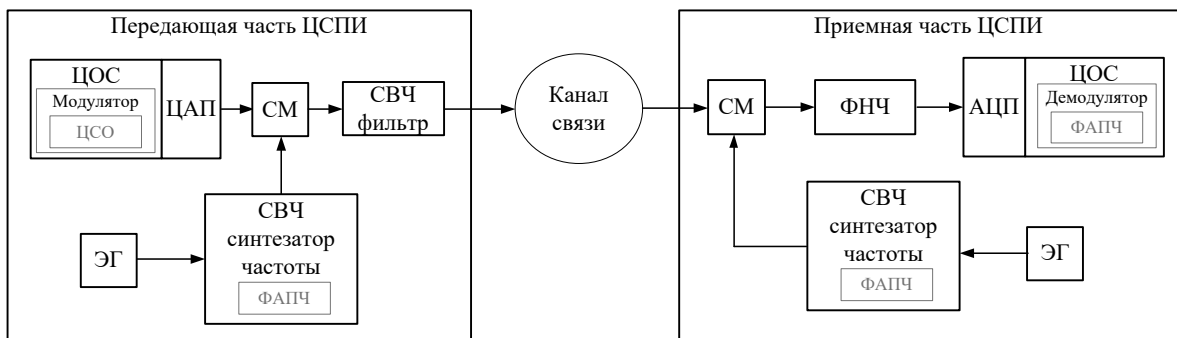 Передающая часть ЦСПИ
ЦОС
Модулятор
ЦСО
ЦАП
СМ
СВЧ
фильтр
СВЧ
синтезатор
частоты
ФАПЧ
ЭГ
Канал
связи
Приемная часть ЦСПИ
СМ
ФНЧ
АЦП
ЦОС
Демодулятор
ФАПЧ
СВЧ
синтезатор
частоты
ФАПЧ
ЭГ